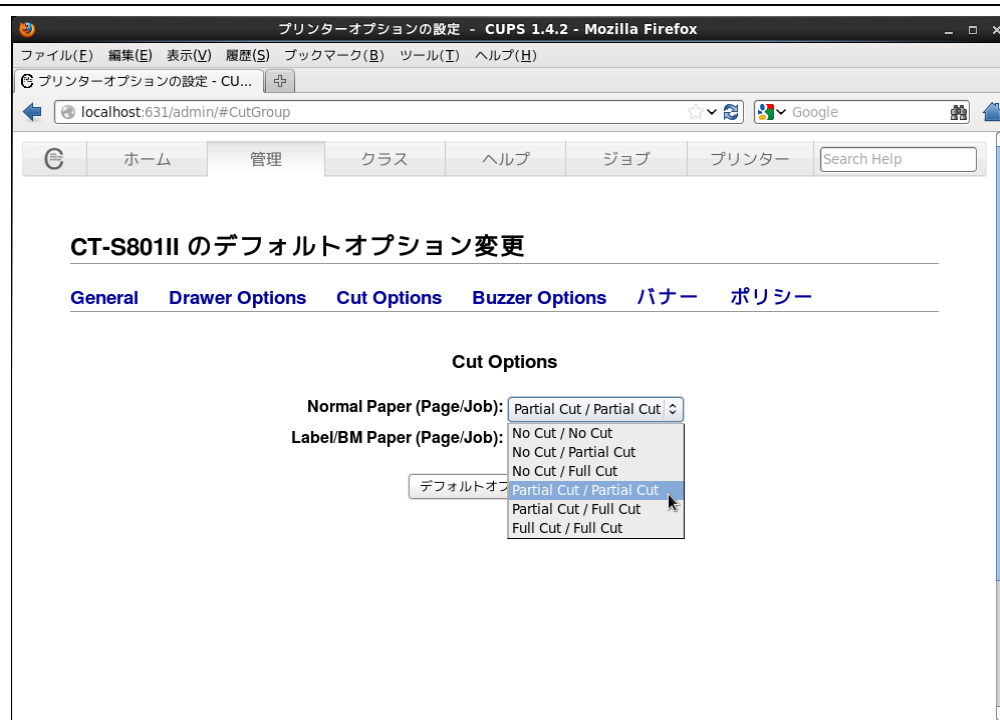 プリンターオプションの設定 - CUPS 1.4.2 - Mozilla Firefox
ファイル(F) 編集(E) 表示(V) 履歴(S) ブックマーク(B) ツール(T) ヘルプ(H)
プリンターオプションの設定 - CU...
localhost:631/admin/#CutGroup
Google
ホーム 管理 クラス ヘルプ ジョブ プリンター Search Help
CT-S801II のデフォルトオプション変更
General Drawer Options Cut Options Buzzer Options バナー ポリシー
Cut Options
Normal Paper (Page/Job): Partial Cut / Partial Cut
Label/BM Paper (Page/Job):
No Cut / No Cut
No Cut / Partial Cut
No Cut / Full Cut
Partial Cut / Partial Cut
Partial Cut / Full Cut
Full Cut / Full Cut
デフォルトオプ